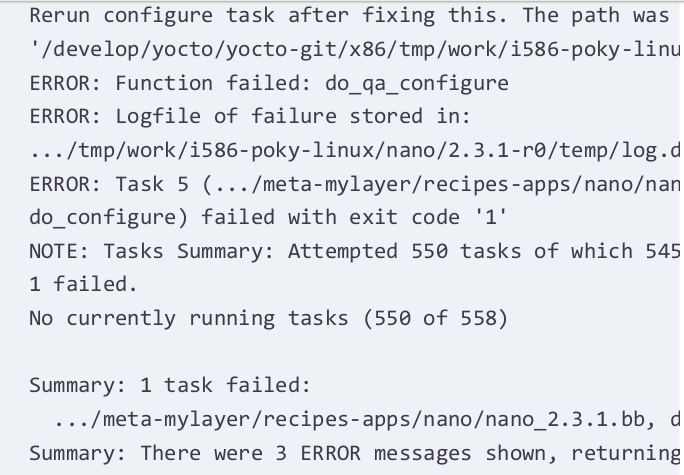 Rerun configure task after fixing this. The path was
'/develop/yocto/yocto-git/x86/tmp/work/i586-poky-linu
ERROR: Function failed: do_qa_configure
ERROR: Logfile of failure stored in:
.../tmp/work/i586-poky-linux/nano/2.3.1-r0/temp/log.d
ERROR: Task 5 (.../meta-mylayer/recipes-apps/nano/nan
do_configure) failed with exit code '1'
NOTE: Tasks Summary: Attempted 550 tasks of which 545
1 failed.
No currently running tasks (550 of 558)
Summary: 1 task failed:
.../meta-mylayer/recipes-apps/nano/nano_2.3.1.bb, d
Summary: There were 3 ERROR messages shown, returning